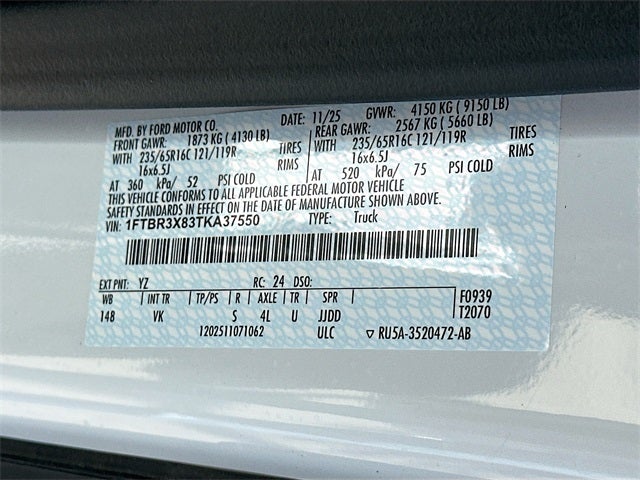 MFD. BY FORD MOTOR CO.
DATE: 11/25 GVWR: 4150 KG ( 9150 LB)
FRONT GAWR: 1873 KG ( 4130 LB)
REAR GAWR: 2567 KG ( 5660 LB)
WITH 235/65R16C 121/119R TIRES
WITH 235/65R16C 121/119R TIRES
16x6.5J RIMS
16x6.5J RIMS
AT 360 kPa/ 52 PSI COLD
AT 520 kPa/ 75 PSI COLD
THIS VEHICLE CONFORMS TO ALL APPLICABLE FEDERAL MOTOR VEHICLE
SAFETY STANDARDS IN EFFECT ON THE DATE OF MANUFACTURE SHOWN ABOVE.
VIN: 1FTBR3X83TKA37550 TYPE: Truck
EXT PNT: YZ RC: 24 DSO:
WB INT TR TP/PS R AXLE TR SPR F0939
148 VK S 4L U JJDD T2070
1202511071062 ULC ▽ RU5A-3520472-AB